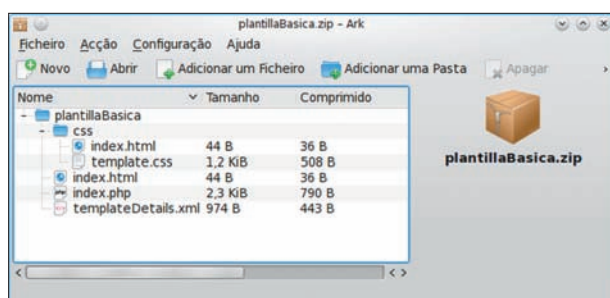 plantillaBasica.zip – Ark
Ficheiro Acção Configuração Ajuda
Novo Abrir Adicionar um Ficheiro Adicionar uma Pasta Apagar
Nome Tamanho Comprimido
plantillaBasica
css
index.html 44 B 36 B
template.css 1,2 KiB 508 B
index.html 44 B 36 B
index.php 2,3 KiB 790 B
templateDetails.xml 974 B 443 B
plantillaBasica.zip